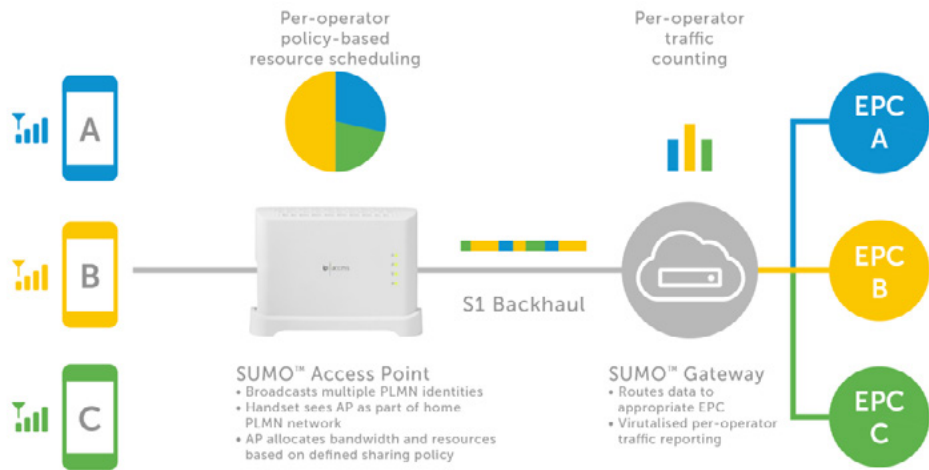 Per-operator
policy-based
resource scheduling
Per-operator
traffic
counting
A
B
C
EPC
A
EPC
B
EPC
C
S1 Backhaul
SUMO™ Access Point
• Broadcasts multiple PLMN identities
• Handset sees AP as part of home
PLMN network
• AP allocates bandwidth and resources
based on defined sharing policy
SUMO™ Gateway
• Routes data to
appropriate EPC
• Virutalised per-operator
traffic reporting